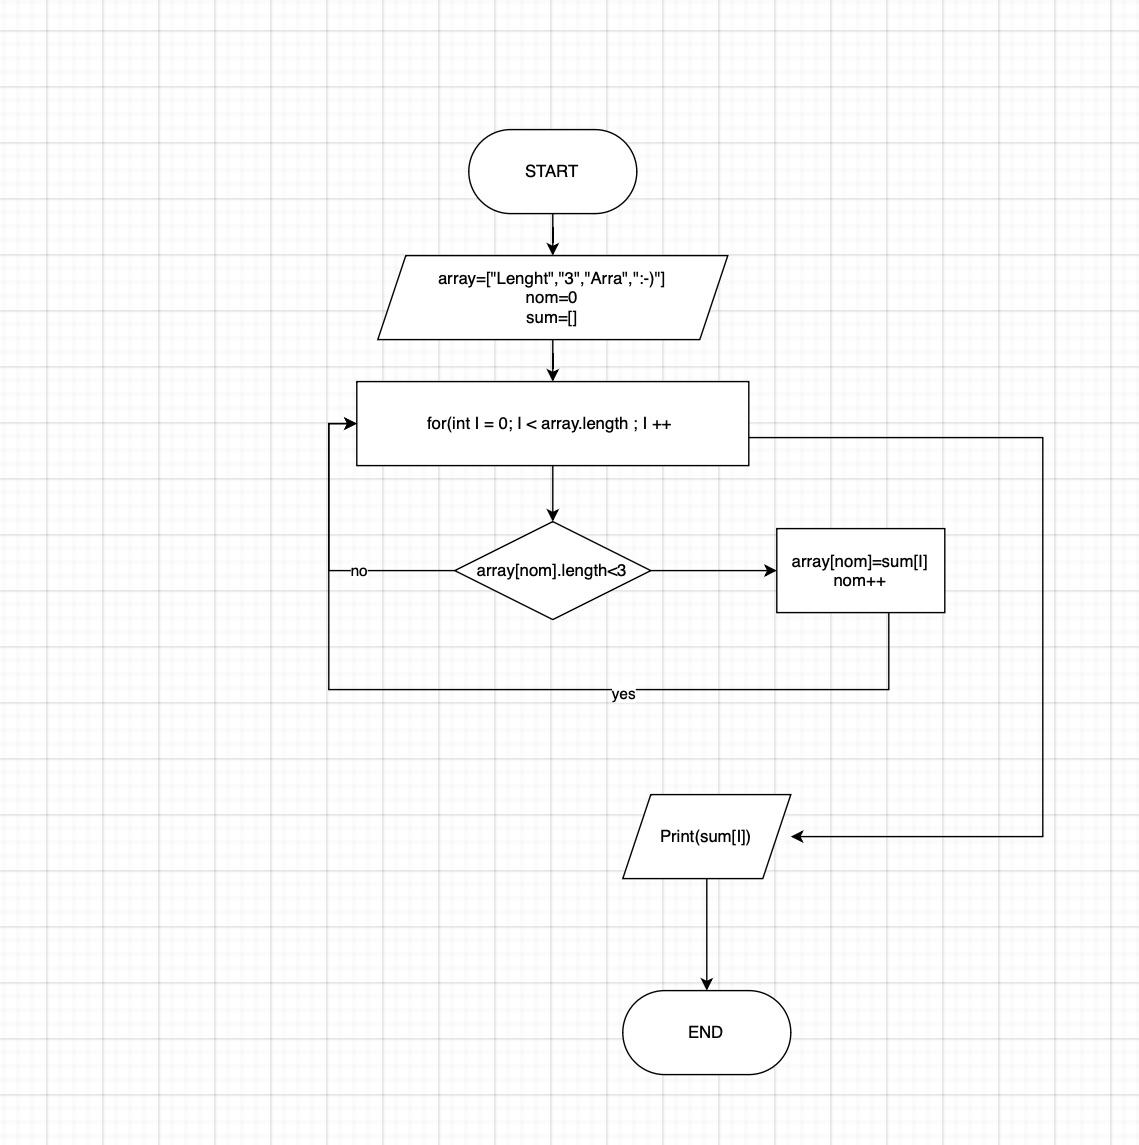 START
array=["Lenght","3","Arra",":-)"]
nom=0
sum=[]
for(int I = 0; I < array.length ; I ++
no
array[nom].length<3
array[nom]=sum[I]
nom++
yes
Print(sum[I])
END